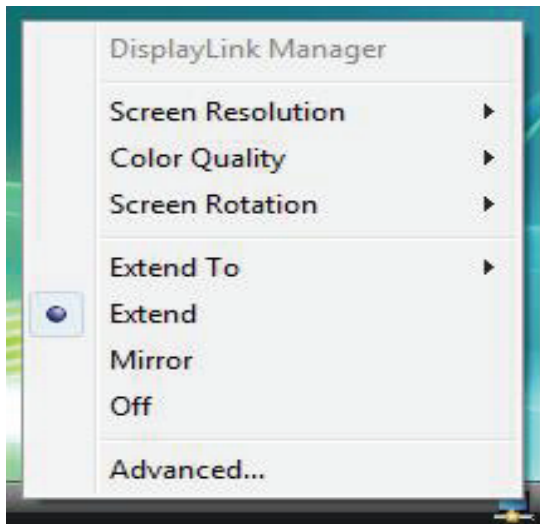 DisplayLink Manager
Screen Resolution
Color Quality
Screen Rotation
Extend To
Extend
Mirror
Off
Advanced...